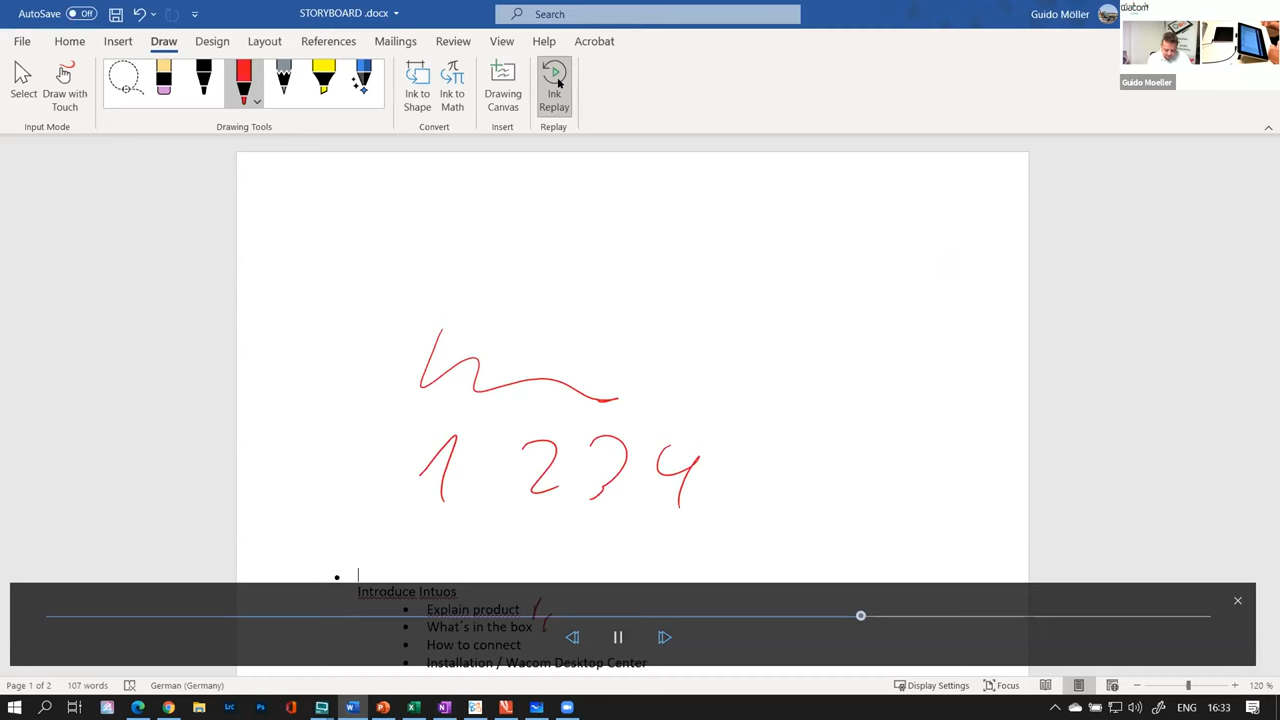 AutoSave Off STORYBOARD .docx Search Guido Möller wacom
File Home Insert Draw Design Layout References Mailings Review View Help Acrobat
Guido Moeller
Select Draw with Touch Ink to Shape Ink to Math Drawing Canvas Ink Replay
Input Mode Drawing Tools Convert Insert Replay
1 2 3 4
Introduce Intuos
Explain product
What´s in the box
How to connect
Installation / Wacom Desktop Center
Page 1 of 2 107 words German (Germany) Display Settings Focus 120 %
Lrc Ps ENG 16:33